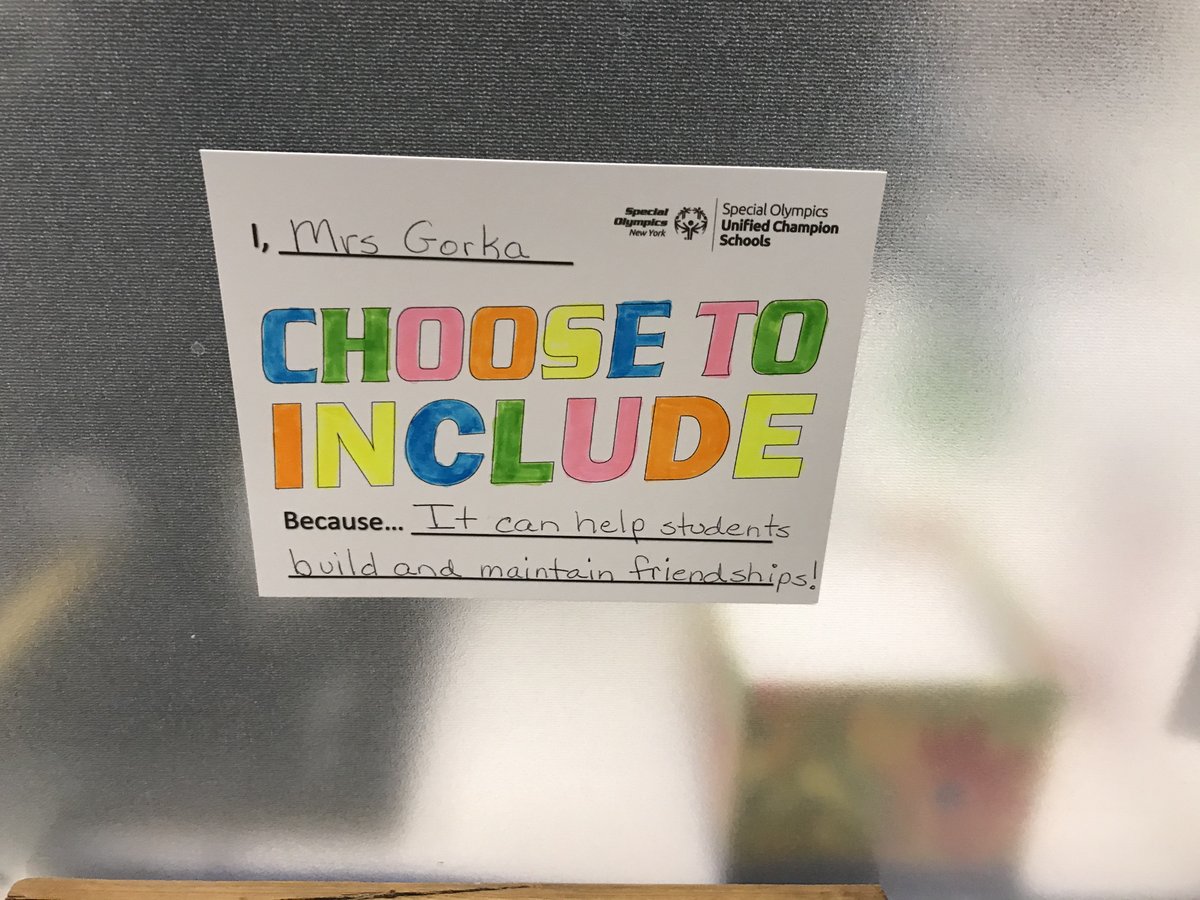 I, Mrs Gorka
Special Olympics New York
Special Olympics Unified Champion Schools
CHOOSE TO
INCLUDE
Because... It can help students
build and maintain friendships!